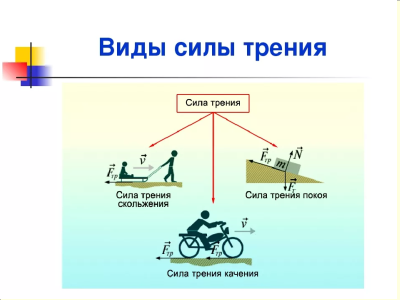 Виды силы трения
Сила трения
v
Fтр
Сила трения
скольжения
Fтр
N
m
Fт
Сила трения покоя
v
Fтр
Fтр
Сила трения качения